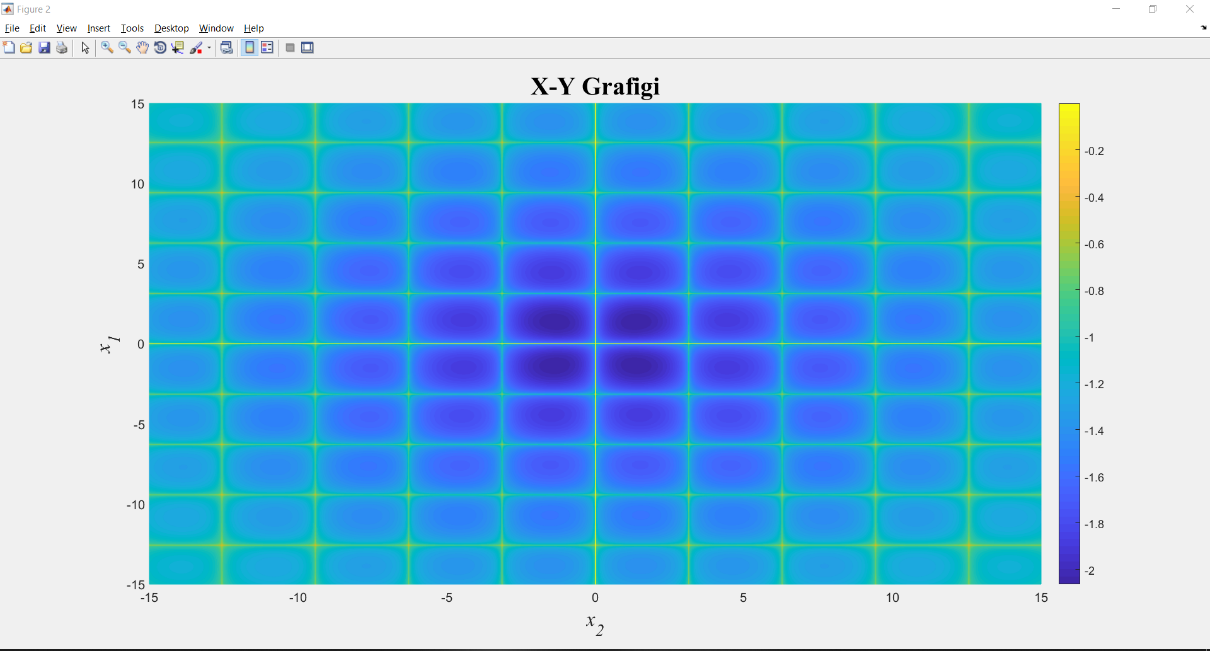 Figure 2
File Edit View Insert Tools Desktop Window Help
X-Y Grafigi
15
10
5
0
-5
-10
-15
x1
-15 -10 -5 0 5 10 15
x2
-0.2
-0.4
-0.6
-0.8
-1
-1.2
-1.4
-1.6
-1.8
-2